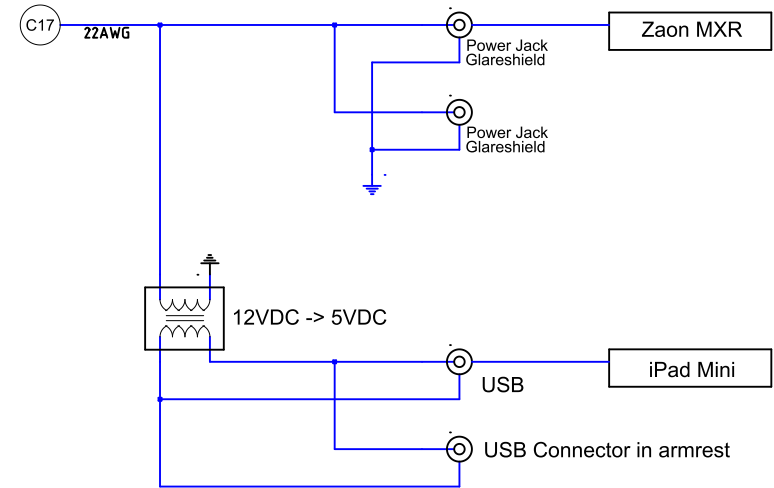 C17
22AWG
Zaon MXR
Power Jack
Glareshield
Power Jack
Glareshield
12VDC -> 5VDC
iPad Mini
USB
USB Connector in armrest